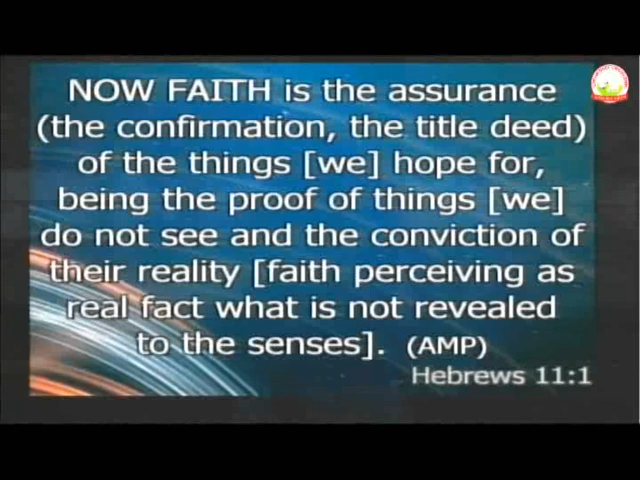 NOW FAITH is the assurance
(the confirmation, the title deed)
of the things [we] hope for,
being the proof of things [we]
do not see and the conviction of
their reality [faith perceiving as
real fact what is not revealed
to the senses]. (AMP)
Hebrews 11:1